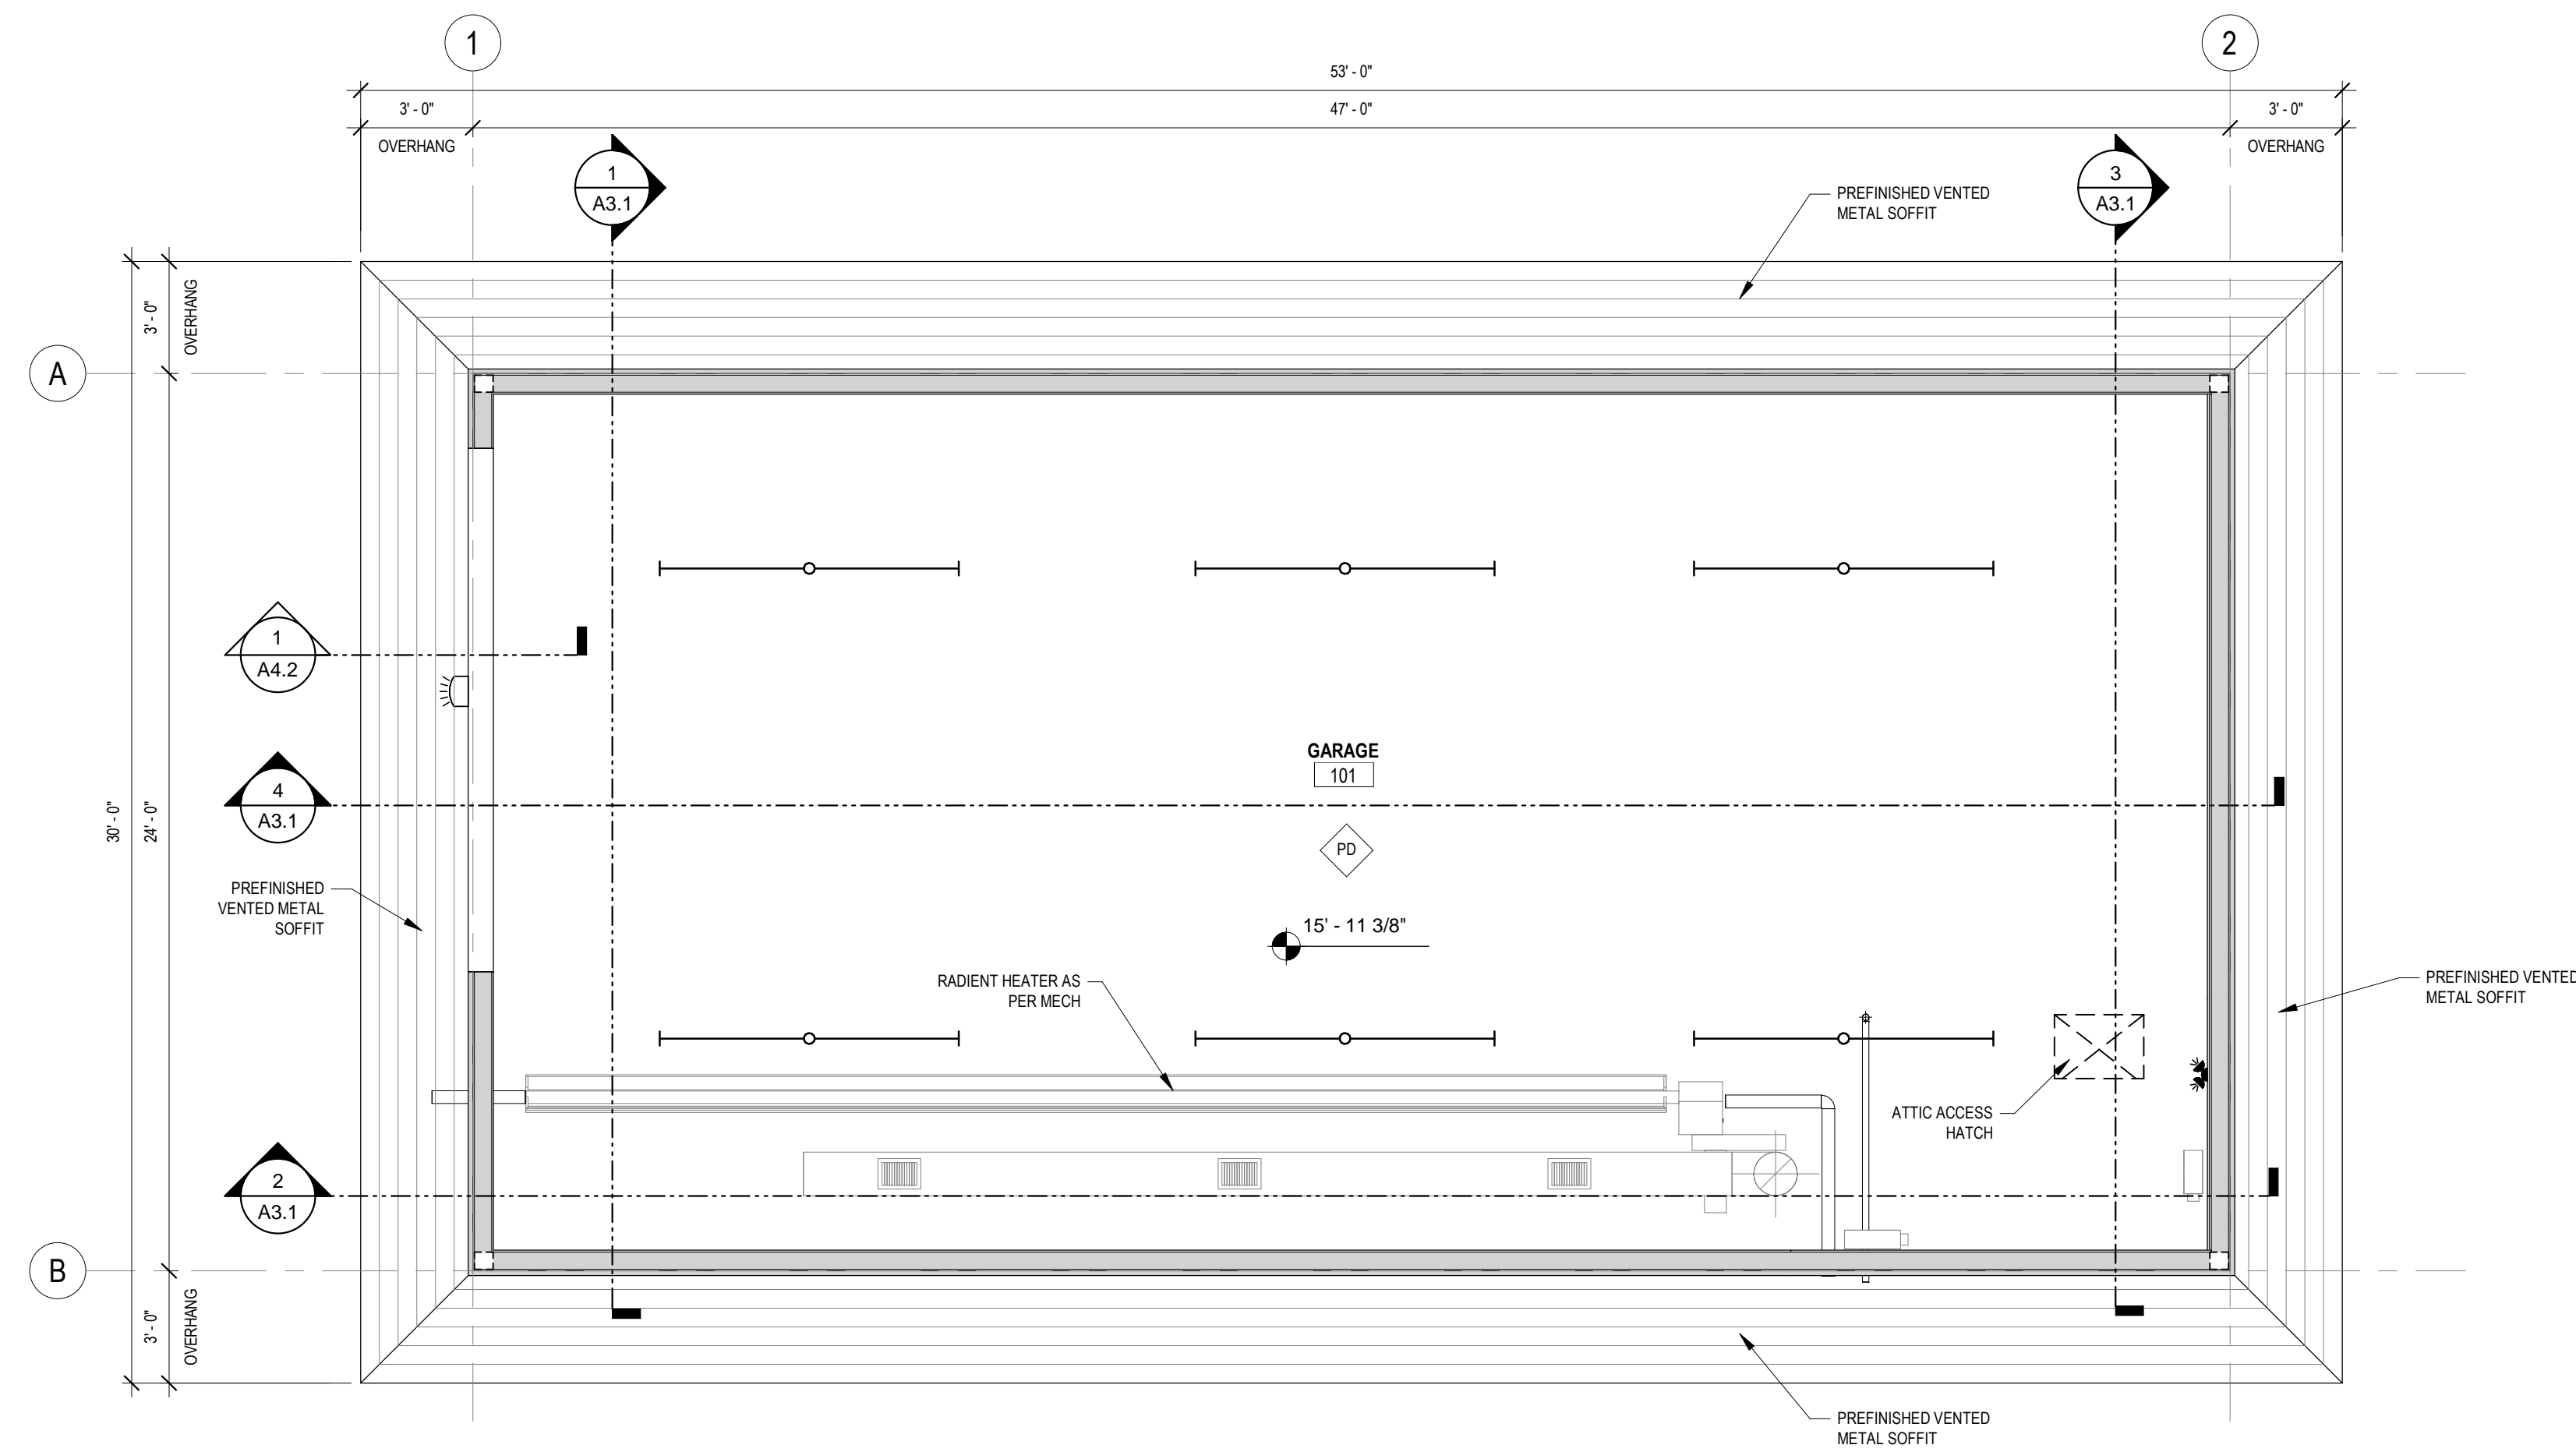 1
2
53' - 0"
3' - 0"
47' - 0"
3' - 0"
OVERHANG
OVERHANG
1
A3.1
3
A3.1
PREFINISHED VENTED
METAL SOFFIT
3' - 0"
OVERHANG
A
1
A4.2
GARAGE
101
4
A3.1
30' - 0"
24' - 0"
PD
PREFINISHED
VENTED METAL
SOFFIT
15' - 11 3/8"
RADIENT HEATER AS
PER MECH
PREFINISHED VENTED
METAL SOFFIT
ATTIC ACCESS
HATCH
2
A3.1
B
3' - 0"
OVERHANG
PREFINISHED VENTED
METAL SOFFIT